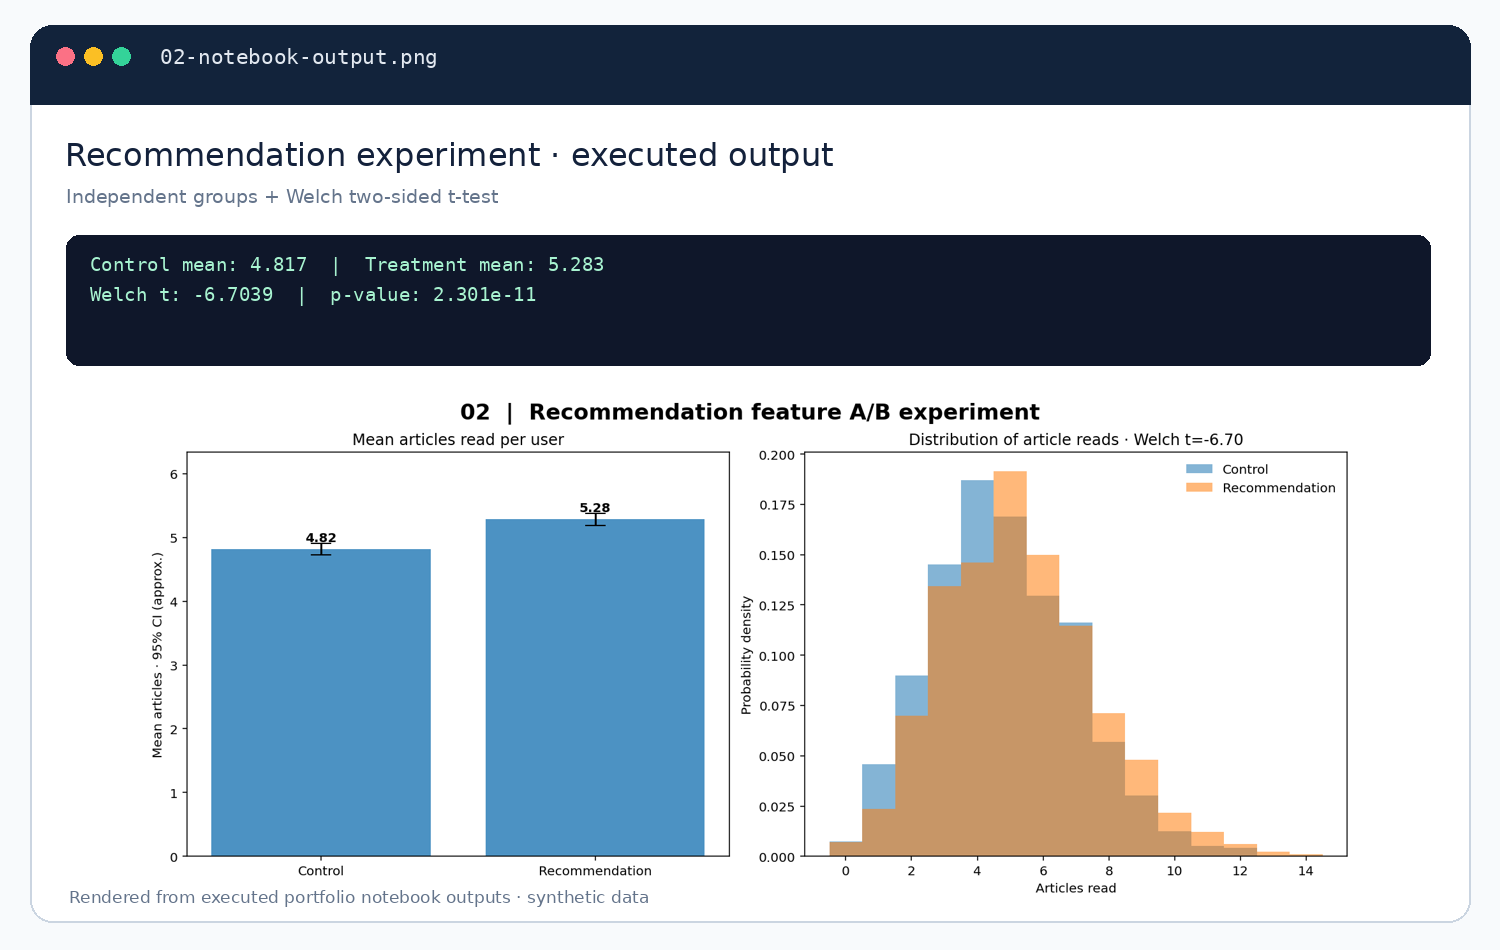 02-notebook-output.png
Recommendation experiment · executed output
Independent groups + Welch two-sided t-test
Control mean: 4.817 | Treatment mean: 5.283
Welch t: -6.7039 | p-value: 2.301e-11
02 | Recommendation feature A/B experiment
Mean articles read per user
Mean articles · 95% CI (approx.)
6
5
4
3
2
1
0
4.82
5.28
Control
Recommendation
Distribution of article reads · Welch t=-6.70
Probability density
0.200
0.175
0.150
0.125
0.100
0.075
0.050
0.025
0.000
Control
Recommendation
0 2 4 6 8 10 12 14
Articles read
Rendered from executed portfolio notebook outputs · synthetic data